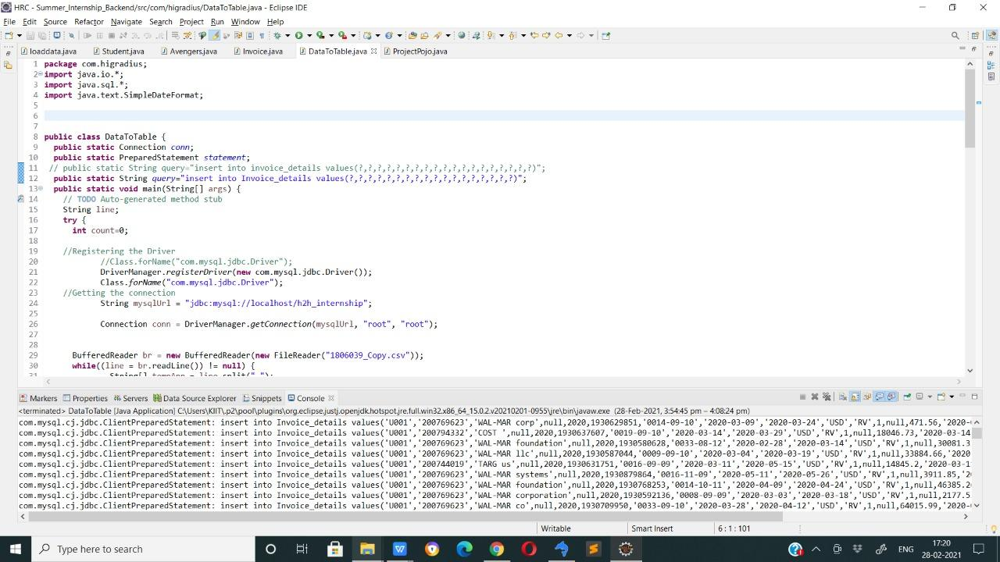 HRC - Summer_Internship_Backend/src/com/higradius/DataToTable.java - Eclipse IDE
File Edit Source Refactor Navigate Search Project Run Window Help
loaddata.java Student.java Avengers.java Invoice.java DataToTable.java ProjectPojo.java
1 package com.higradius;
2 import java.io.*;
3 import java.sql.*;
4 import java.text.SimpleDateFormat;
5
6
7
8 public class DataToTable {
9 public static Connection conn;
10 public static PreparedStatement statement;
11 // public static String query="insert into invoice_details values(?,?,?,?,?,?,?,?,?,?,?,?,?,?,?,?,?,?,?)";
12 public static String query="insert into Invoice_details values(?,?,?,?,?,?,?,?,?,?,?,?,?,?,?,?,?,?)";
13 public static void main(String[] args) {
14 // TODO Auto-generated method stub
15 String line;
16 try {
17 int count=0;
18
19 //Registering the Driver
20 //Class.forName("com.mysql.jdbc.Driver");
21 DriverManager.registerDriver(new com.mysql.jdbc.Driver());
22 Class.forName("com.mysql.jdbc.Driver");
23 //Getting the connection
24 String mysqlUrl = "jdbc:mysql://localhost/h2h_internship";
25
26 Connection conn = DriverManager.getConnection(mysqlUrl, "root", "root");
27
28
29 BufferedReader br = new BufferedReader(new FileReader("1806039_Copy.csv"));
30 while((line = br.readLine()) != null) {
Markers Properties Servers Data Source Explorer Snippets Console
<terminated> DataToTable [Java Application] C:\Users\KIIT\.p2\pool\plugins\org.eclipse.justj.openjdk.hotspot.jre.full.win32.x86_64_15.0.2.v20210201-0955\jre\bin\javaw.exe (28-Feb-2021, 3:54:45 pm – 4:08:24 pm)
com.mysql.cj.jdbc.ClientPreparedStatement: insert into Invoice_details values('U001','200769623','WAL-MAR corp',null,2020,1930629851,'0014-09-10','2020-03-09','2020-03-24','USD','RV',1,null,471.56,'2020-
com.mysql.cj.jdbc.ClientPreparedStatement: insert into Invoice_details values('U001','200794332','COST ',null,2020,1930637607,'0019-09-10','2020-03-14','2020-03-29','USD','RV',1,null,18046.73,'2020-03-14
com.mysql.cj.jdbc.ClientPreparedStatement: insert into Invoice_details values('U001','200769623','WAL-MAR foundation',null,2020,1930580628,'0033-08-12','2020-02-28','2020-03-14','USD','RV',1,null,30081.3
com.mysql.cj.jdbc.ClientPreparedStatement: insert into Invoice_details values('U001','200769623','WAL-MAR llc',null,2020,1930587044,'0009-09-10','2020-03-04','2020-03-19','USD','RV',1,null,33884.66,'2020
com.mysql.cj.jdbc.ClientPreparedStatement: insert into Invoice_details values('U001','200744019','TARG us',null,2020,1930631751,'0016-09-09','2020-03-11','2020-05-15','USD','RV',1,null,14845.2,'2020-03-1
com.mysql.cj.jdbc.ClientPreparedStatement: insert into Invoice_details values('U001','200769623','WAL-MAR systems',null,2020,1930879864,'0016-11-09','2020-05-11','2020-05-26','USD','RV',1,null,3911.85,'2
com.mysql.cj.jdbc.ClientPreparedStatement: insert into Invoice_details values('U001','200769623','WAL-MAR foundation',null,2020,1930768253,'0014-10-11','2020-04-09','2020-04-24','USD','RV',1,null,46385.2
com.mysql.cj.jdbc.ClientPreparedStatement: insert into Invoice_details values('U001','200769623','WAL-MAR corporation',null,2020,1930592136,'0008-09-09','2020-03-03','2020-03-18','USD','RV',1,null,2177.5
com.mysql.cj.jdbc.ClientPreparedStatement: insert into Invoice_details values('U001','200769623','WAL-MAR co',null,2020,1930709950,'0033-09-10','2020-03-28','2020-04-12','USD','RV',1,null,64015.99,'2020-
Writable Smart Insert 6 : 1 : 101
Type here to search
ENG 17:20
28-02-2021